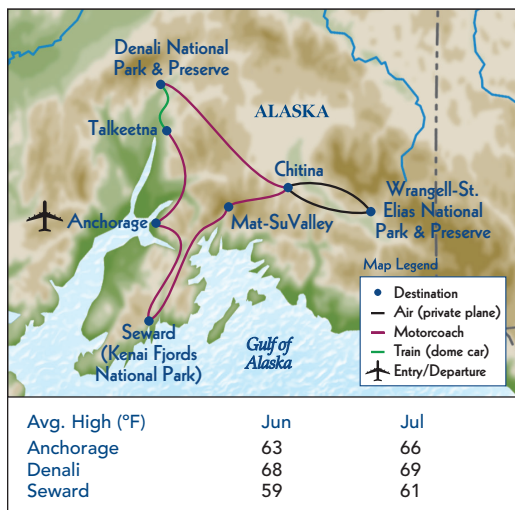 Denali National
Park & Preserve
ALASKA
Talkeetna
Chitina
Wrangell-St.
Elias National
Park & Preserve
Anchorage
Mat-SuValley
Map Legend
Destination
Air (private plane)
Motorcoach
Train (dome car)
Entry/Departure
Seward
(Kenai Fjords
National Park)
Gulf of
Alaska
Avg. High (°F) Jun Jul
Anchorage 63 66
Denali 68 69
Seward 59 61